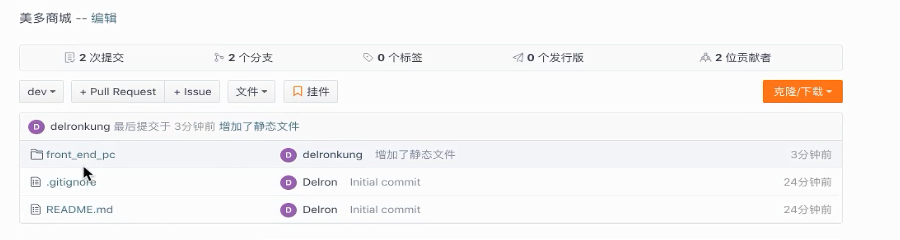 美多商城 -- 编辑
2 次提交 2 个分支 0 个标签 0 个发行版 2 位贡献者
dev + Pull Request + Issue 文件 挂件 克隆/下载
D delronkung 最后提交于 3分钟前 增加了静态文件
front_end_pc D delronkung 增加了静态文件 3分钟前
.gitignore D Delron Initial commit 24分钟前
README.md D Delron Initial commit 24分钟前